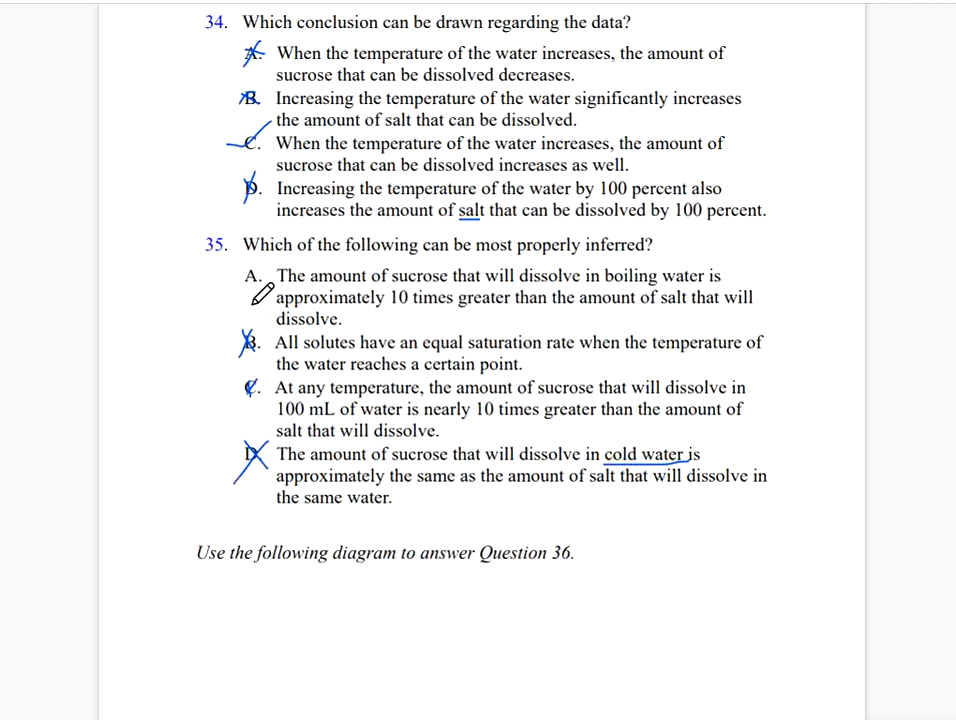 34. Which conclusion can be drawn regarding the data?
A. When the temperature of the water increases, the amount of
sucrose that can be dissolved decreases.
B. Increasing the temperature of the water significantly increases
the amount of salt that can be dissolved.
C. When the temperature of the water increases, the amount of
sucrose that can be dissolved increases as well.
D. Increasing the temperature of the water by 100 percent also
increases the amount of salt that can be dissolved by 100 percent.
35. Which of the following can be most properly inferred?
A. The amount of sucrose that will dissolve in boiling water is
approximately 10 times greater than the amount of salt that will
dissolve.
B. All solutes have an equal saturation rate when the temperature of
the water reaches a certain point.
C. At any temperature, the amount of sucrose that will dissolve in
100 mL of water is nearly 10 times greater than the amount of
salt that will dissolve.
D. The amount of sucrose that will dissolve in cold water is
approximately the same as the amount of salt that will dissolve in
the same water.
Use the following diagram to answer Question 36.